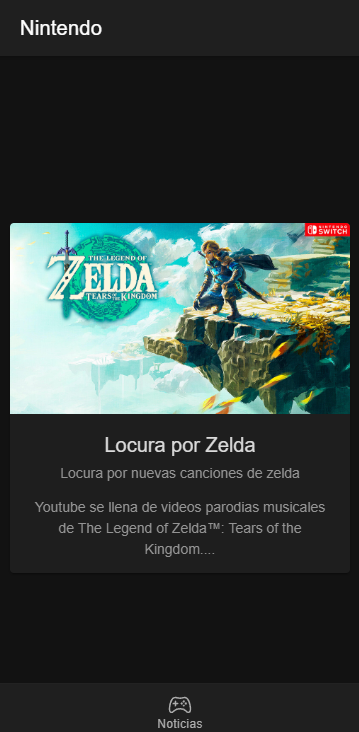 Nintendo
NINTENDO
SWITCH
THE LEGEND OF
ZELDA
TEARS OF THE KINGDOM
Locura por Zelda
Locura por nuevas canciones de zelda
Youtube se llena de videos parodias musicales
de The Legend of Zelda™: Tears of the
Kingdom....
Noticias